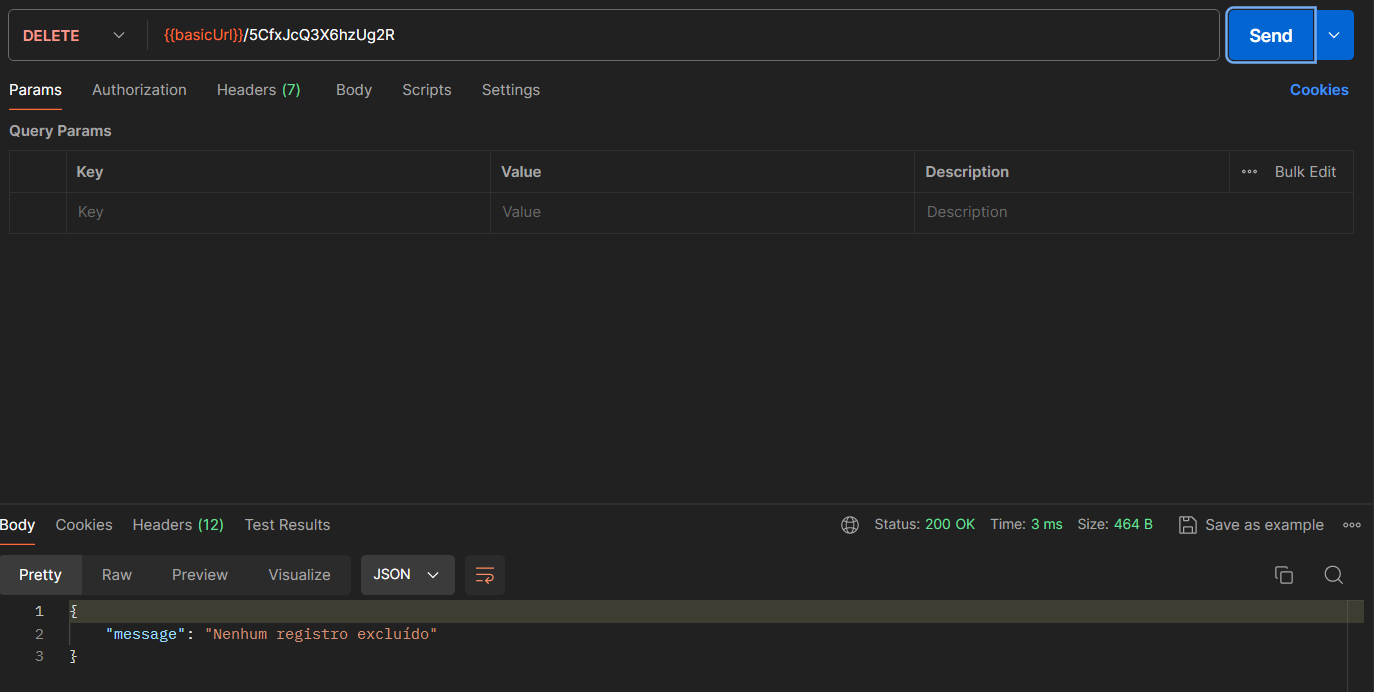 DELETE {{basicUrl}}/5CfxJcQ3X6hzUg2R Send
Params Authorization Headers (7) Body Scripts Settings Cookies
Query Params
Key Value Description ••• Bulk Edit
Key Value Description
Body Cookies Headers (12) Test Results Status: 200 OK Time: 3 ms Size: 464 B Save as example •••
Pretty Raw Preview Visualize JSON
1 {
2 "message": "Nenhum registro excluído"
3 }